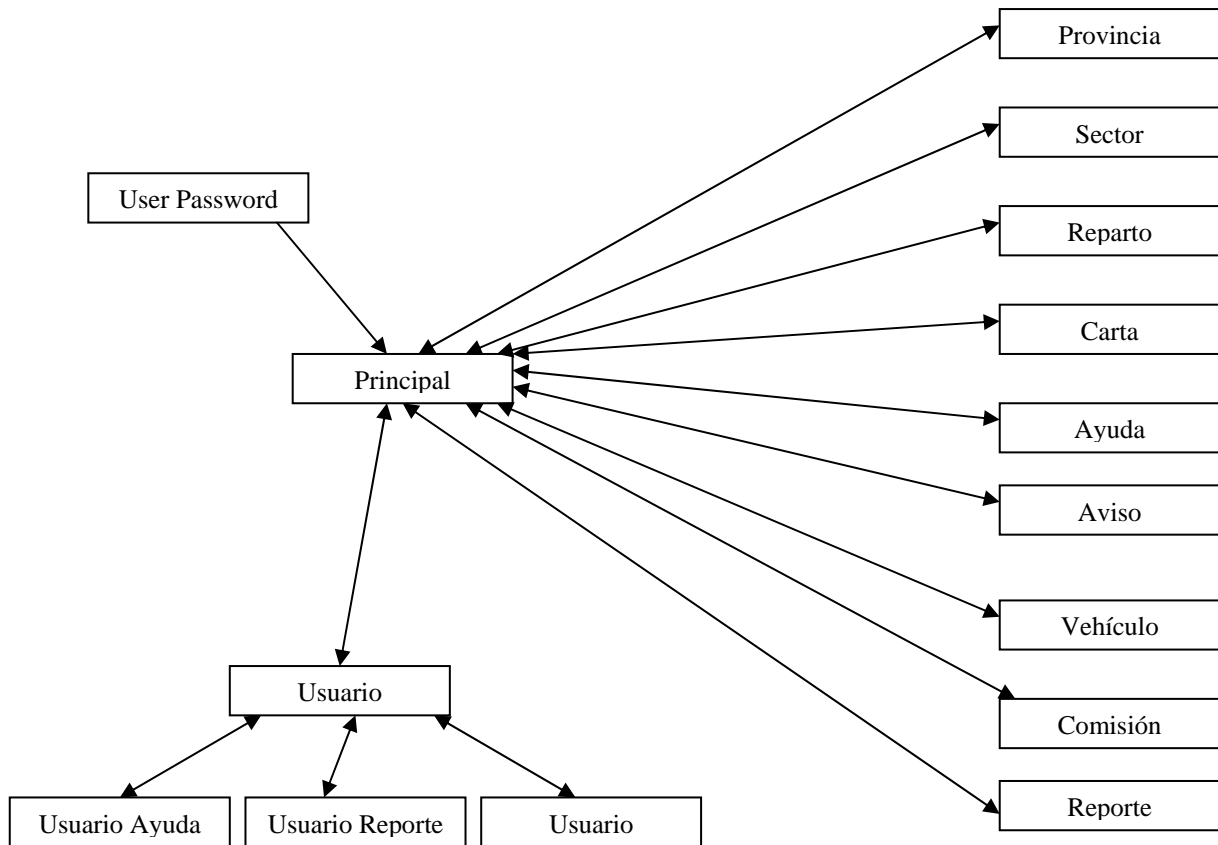 Provincia
Sector
User Password
Reparto
Carta
Principal
Ayuda
Aviso
Vehículo
Usuario
Comisión
Reporte
Usuario Ayuda
Usuario Reporte
Usuario